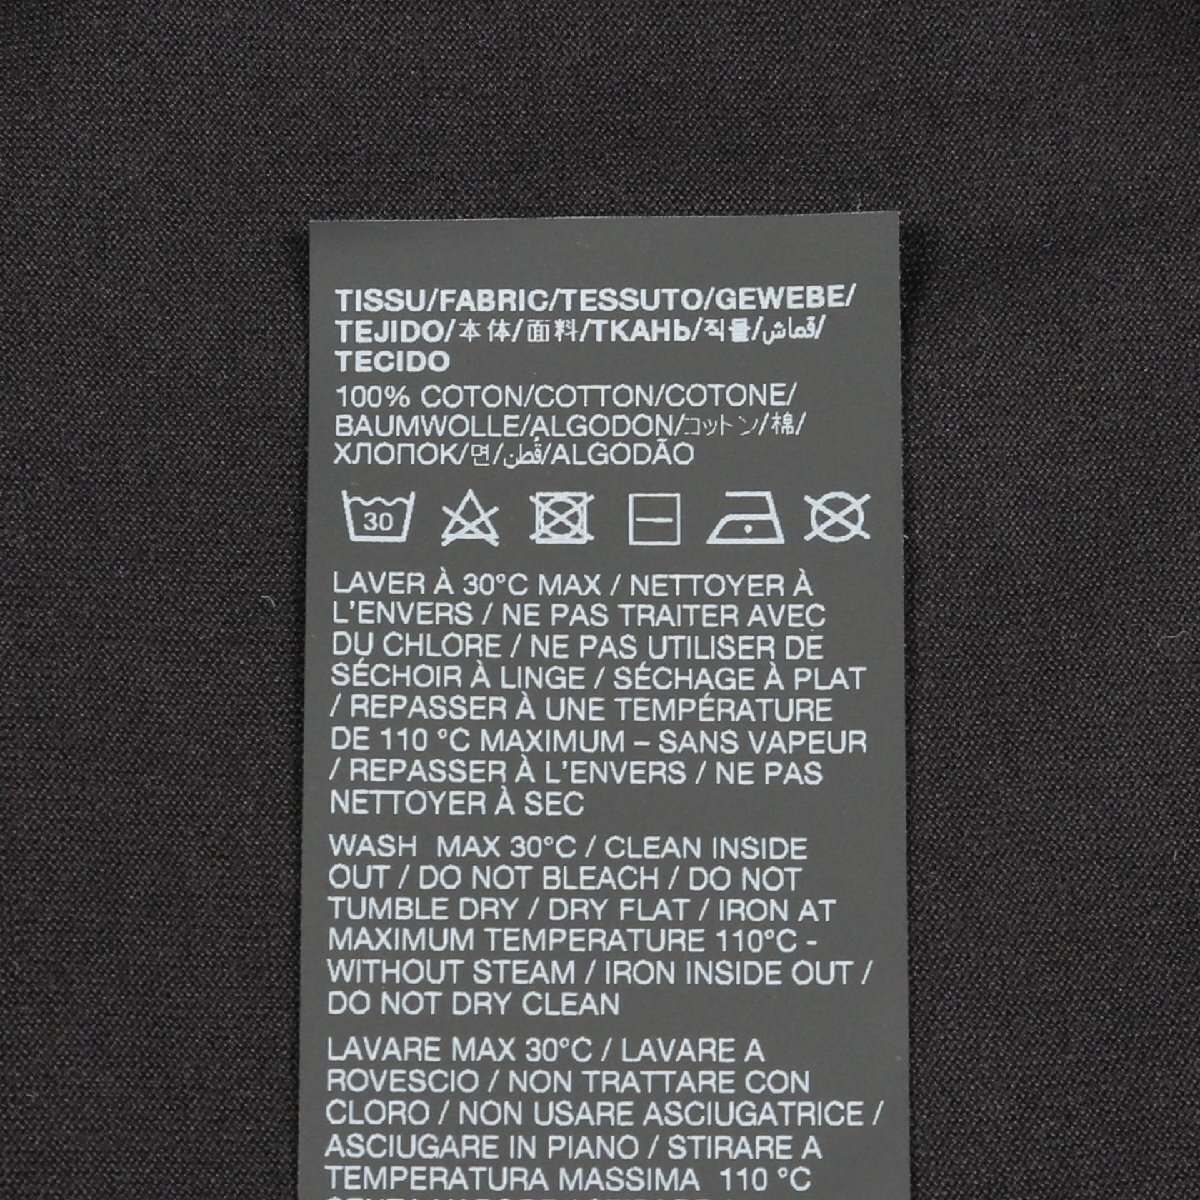 TISSU/FABRIC/TESSUTO/GEWEBE/
TEJIDO/本体/面料/ТКАНЬ/직물/قماش/
TECIDO
100% COTON/COTTON/COTONE/
BAUMWOLLE/ALGODON/コットン/棉/
ХЛОПОК/면/قطن/ALGODÃO
30
LAVER À 30°C MAX / NETTOYER À
L'ENVERS / NE PAS TRAITER AVEC
DU CHLORE / NE PAS UTILISER DE
SÉCHOIR À LINGE / SÉCHAGE À PLAT
/ REPASSER À UNE TEMPÉRATURE
DE 110 °C MAXIMUM – SANS VAPEUR
/ REPASSER À L'ENVERS / NE PAS
NETTOYER À SEC
WASH MAX 30°C / CLEAN INSIDE
OUT / DO NOT BLEACH / DO NOT
TUMBLE DRY / DRY FLAT / IRON AT
MAXIMUM TEMPERATURE 110°C -
WITHOUT STEAM / IRON INSIDE OUT /
DO NOT DRY CLEAN
LAVARE MAX 30°C / LAVARE A
ROVESCIO / NON TRATTARE CON
CLORO / NON USARE ASCIUGATRICE /
ASCIUGARE IN PIANO / STIRARE A
TEMPERATURA MASSIMA 110 °C